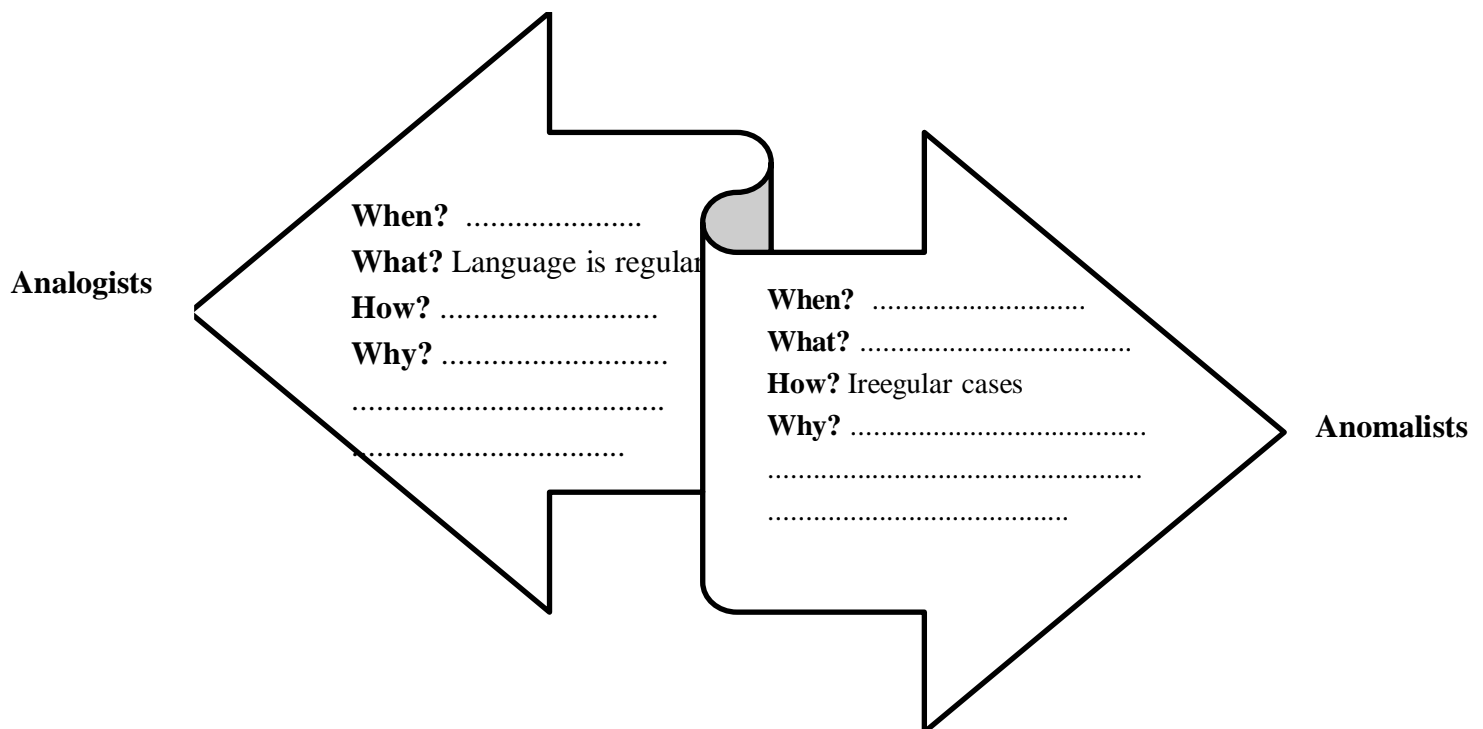 Analogists
When? .......................
What? Language is regular
How? ............................
Why? .............................
........................................
...................................
When? ............................
What? ...................................
How? Ireegular cases
Why? .......................................
.................................................
.......................................
Anomalists